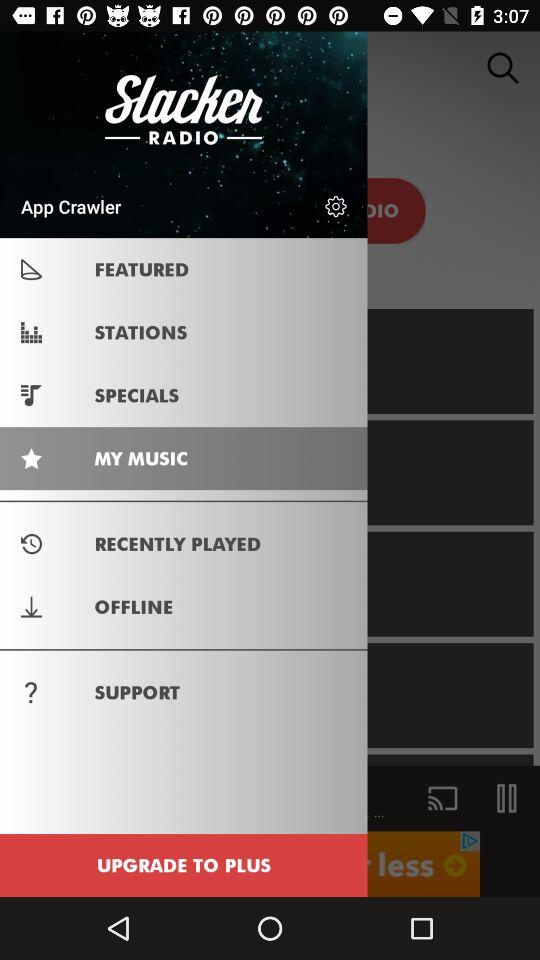 3:07
Slacker
RADIO
App Crawler
DIO
FEATURED
STATIONS
SPECIALS
MY MUSIC
RECENTLY PLAYED
OFFLINE
SUPPORT
...
UPGRADE TO PLUS
r less